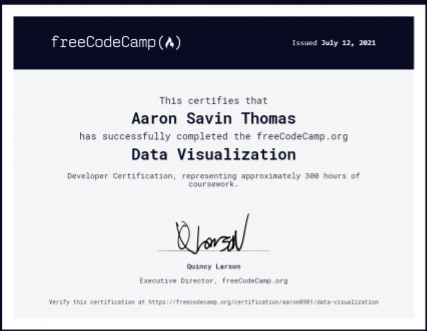 freeCodeCamp(🔥)
Issued July 12, 2021
This certifies that
Aaron Savin Thomas
has successfully completed the freeCodeCamp.org
Data Visualization
Developer Certification, representing approximately 300 hours of
coursework.
Q Larson
Quincy Larson
Executive Director, freeCodeCamp.org
Verify this certification at https://freecodecamp.org/certification/aaron0301/data-visualization